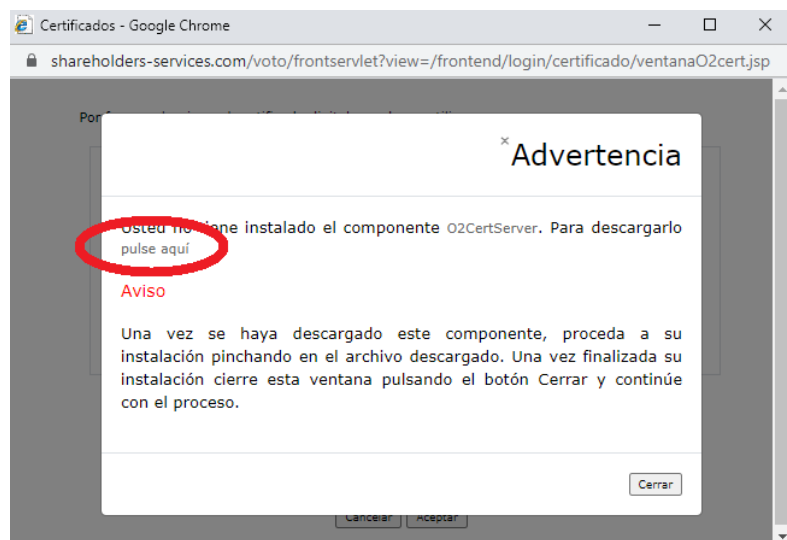 Certificados - Google Chrome
shareholders-services.com/voto/frontservlet?view=/frontend/login/certificado/ventanaO2cert.jsp
Por
×
Advertencia
Usted no tiene instalado el componente O2CertServer. Para descargarlo
pulse aquí
Aviso
Una vez se haya descargado este componente, proceda a su
instalación pinchando en el archivo descargado. Una vez finalizada su
instalación cierre esta ventana pulsando el botón Cerrar y continúe
con el proceso.
Cerrar
Cancelar Aceptar